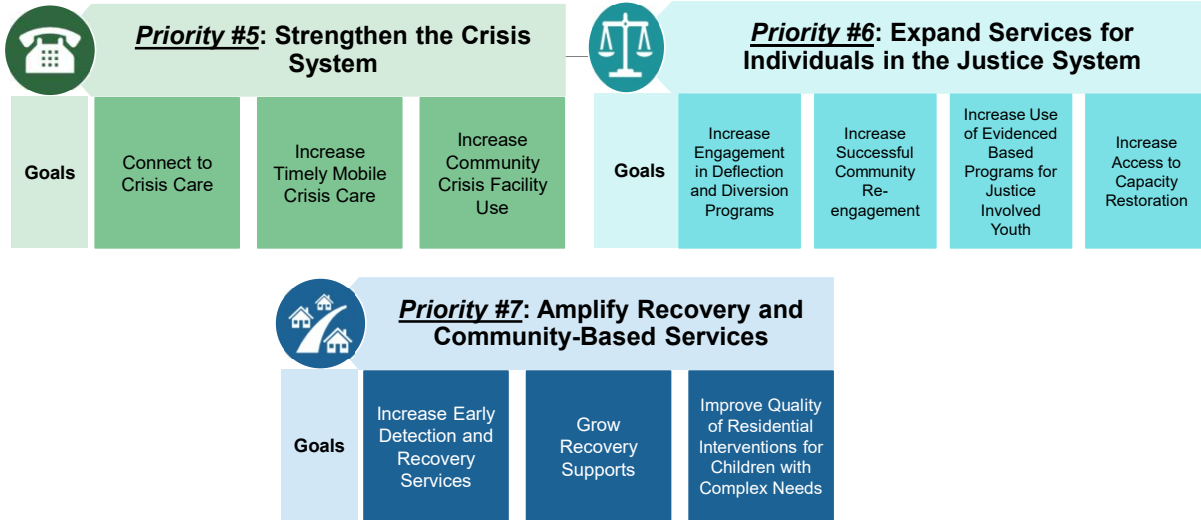 Priority #5: Strengthen the Crisis
System
Goals
Connect to
Crisis Care
Increase
Timely Mobile
Crisis Care
Increase
Community
Crisis Facility
Use
Priority #6: Expand Services for
Individuals in the Justice System
Goals
Increase
Engagement
in Deflection
and Diversion
Programs
Increase
Successful
Community
Re-
engagement
Increase Use
of Evidenced
Based
Programs for
Justice
Involved
Youth
Increase
Access to
Capacity
Restoration
Priority #7: Amplify Recovery and
Community-Based Services
Goals
Increase Early
Detection and
Recovery
Services
Grow
Recovery
Supports
Improve Quality
of Residential
Interventions for
Children with
Complex Needs